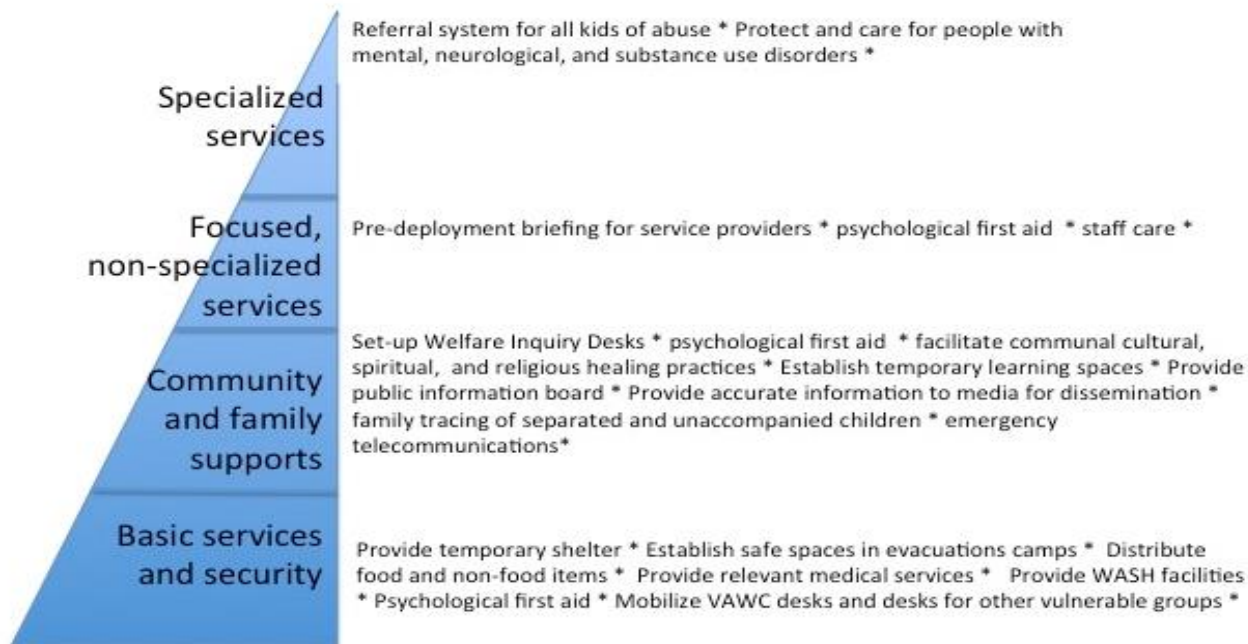 Referral system for all kids of abuse * Protect and care for people with
mental, neurological, and substance use disorders *
Specialized
services
Focused,
non-specialized
services
Pre-deployment briefing for service providers * psychological first aid * staff care *
Community
and family
supports
Set-up Welfare Inquiry Desks * psychological first aid * facilitate communal cultural,
spiritual, and religious healing practices * Establish temporary learning spaces * Provide
public information board * Provide accurate information to media for dissemination *
family tracing of separated and unaccompanied children * emergency
telecommunications*
Basic services
and security
Provide temporary shelter * Establish safe spaces in evacuations camps * Distribute
food and non-food items * Provide relevant medical services * Provide WASH facilities
* Psychological first aid * Mobilize VAWC desks and desks for other vulnerable groups *